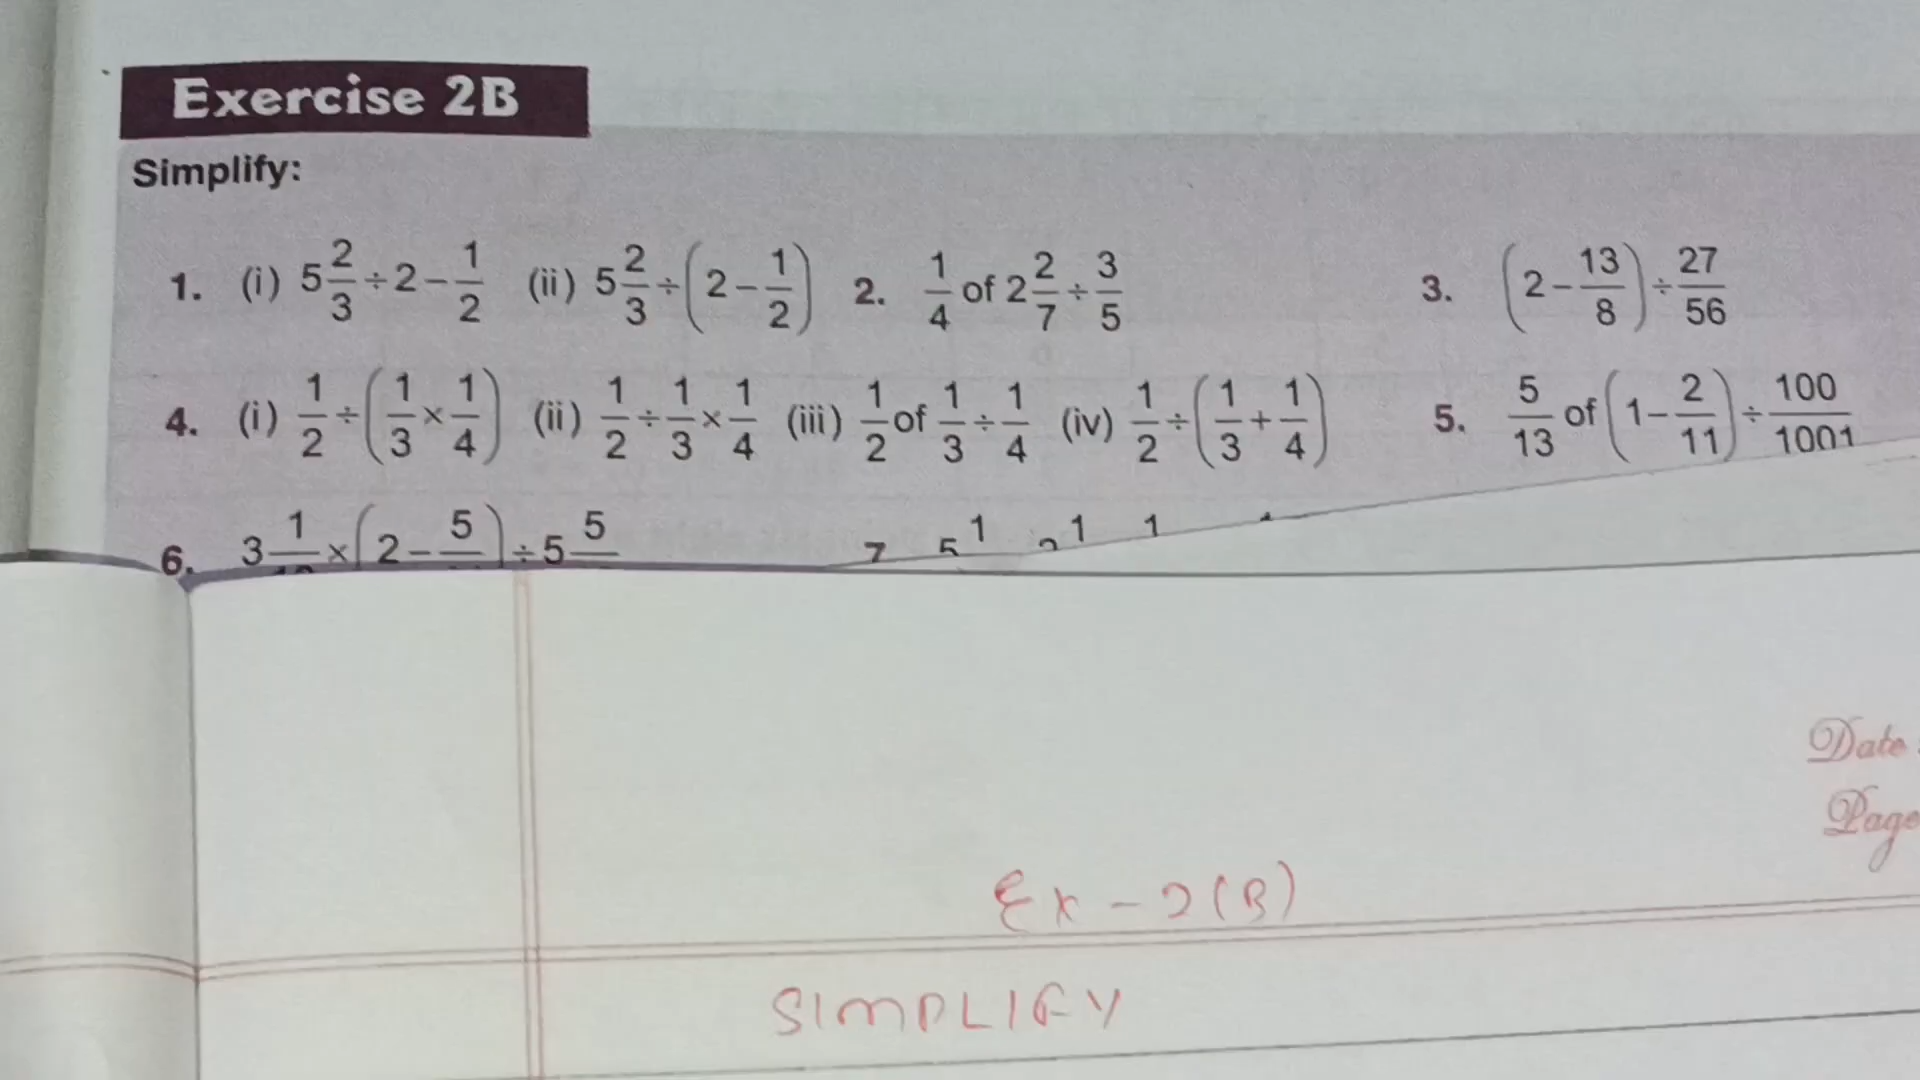 Exercise 2B
Simplify:
1. (i) 5 2/3 ÷ 2 − 1/2 (ii) 5 2/3 ÷ (2 − 1/2) 2. 1/4 of 2 2/7 ÷ 3/5 3. (2 − 13/8) ÷ 27/56
4. (i) 1/2 ÷ (1/3 × 1/4) (ii) 1/2 ÷ 1/3 × 1/4 (iii) 1/2 of 1/3 ÷ 1/4 (iv) 1/2 ÷ (1/3 + 1/4) 5. 5/13 of (1 − 2/11) ÷ 100/1001
6.
Date :
Page
Ex - 2(B)
SIMPLIFY